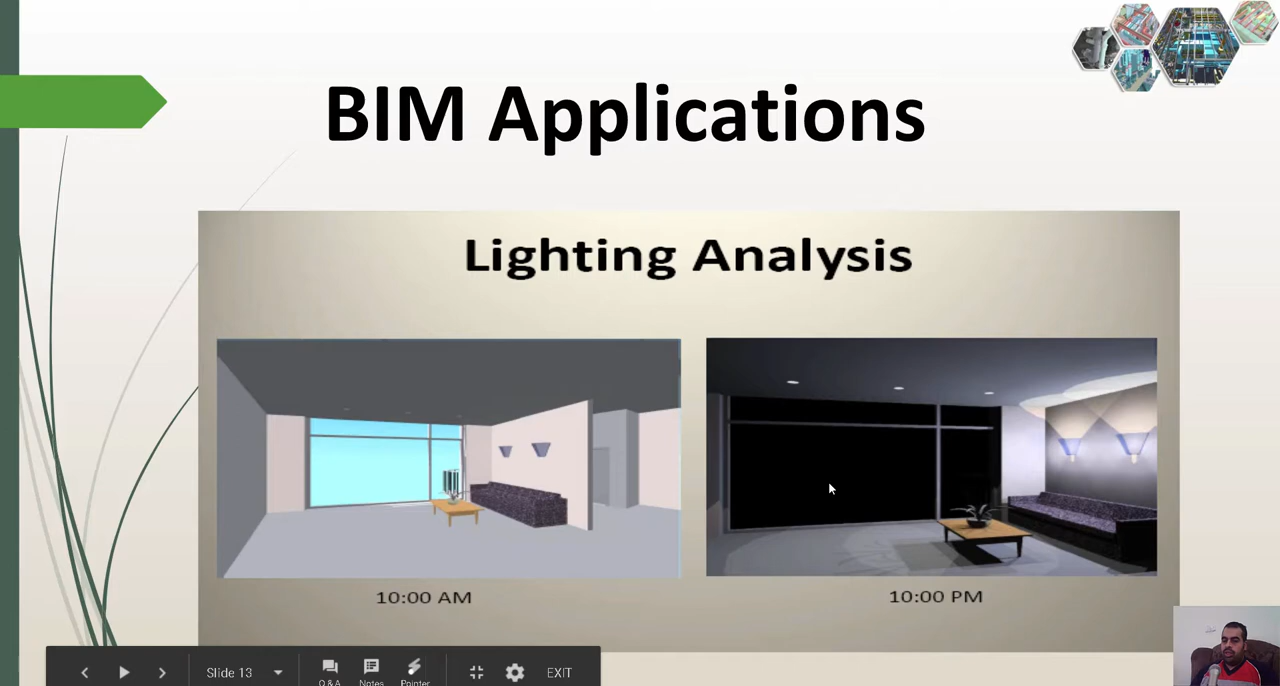 BIM Applications
Lighting Analysis
10:00 AM
10:00 PM
Slide 13
Q & A
Notes
Pointer
EXIT